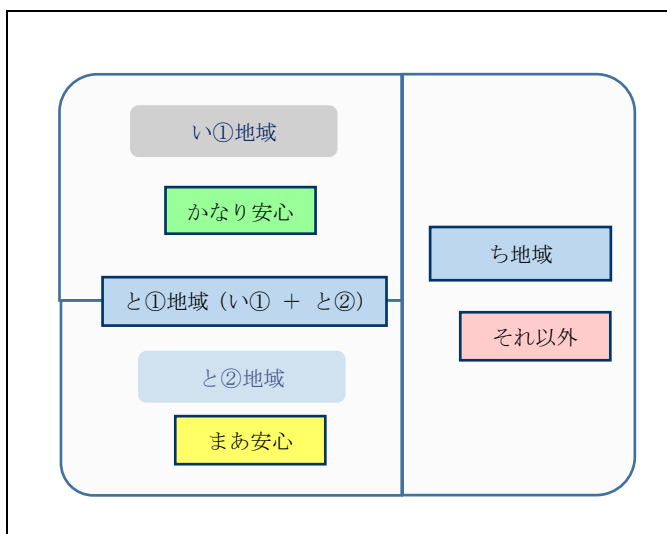 い①地域
かなり安心
と①地域（い① ＋ と②）
と②地域
まあ安心
ち地域
それ以外